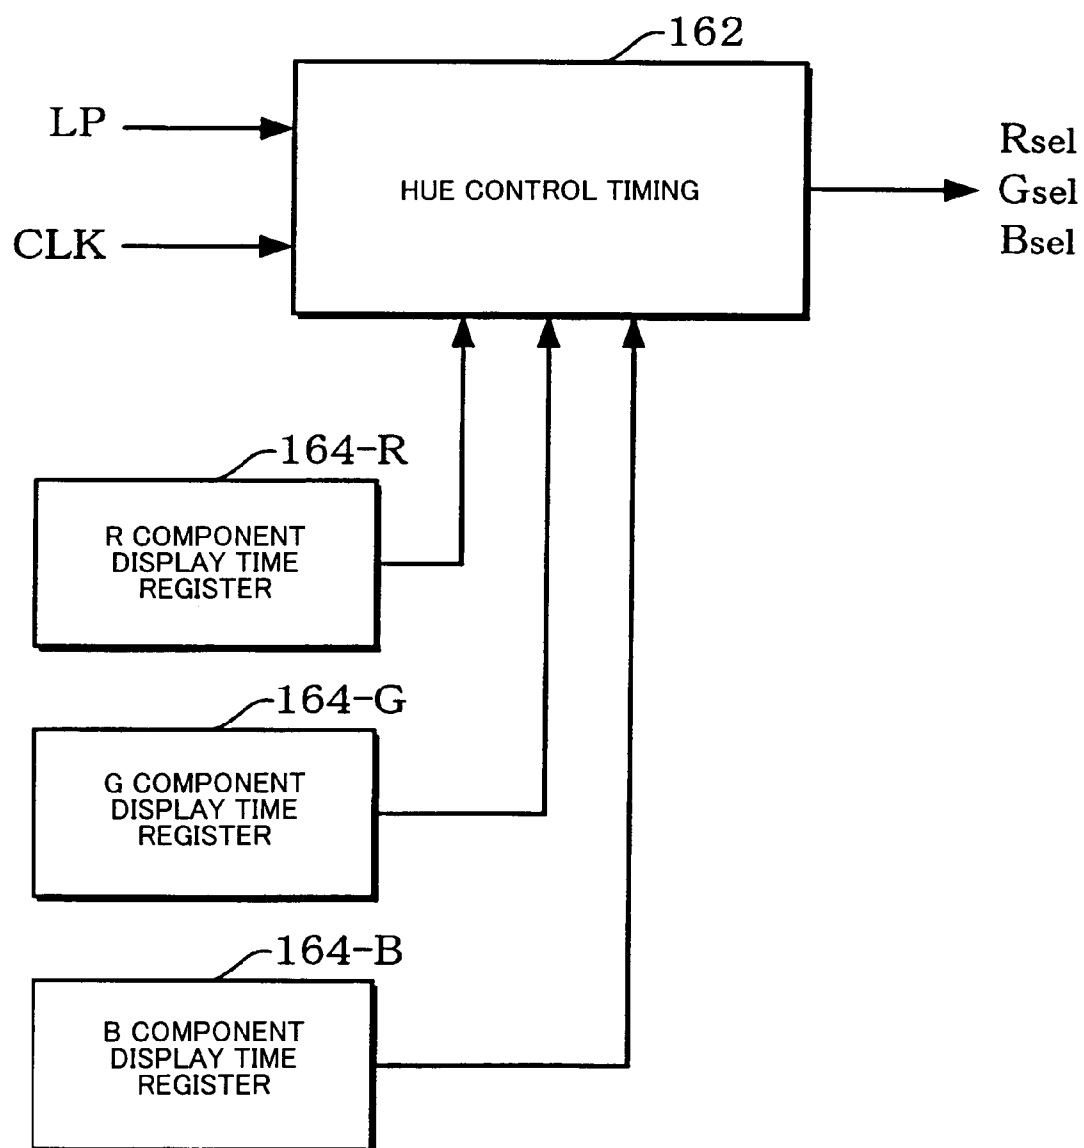 162
LP
CLK
HUE CONTROL TIMING
Rsel
Gsel
Bsel
164-R
R COMPONENT
DISPLAY TIME
REGISTER
164-G
G COMPONENT
DISPLAY TIME
REGISTER
164-B
B COMPONENT
DISPLAY TIME
REGISTER